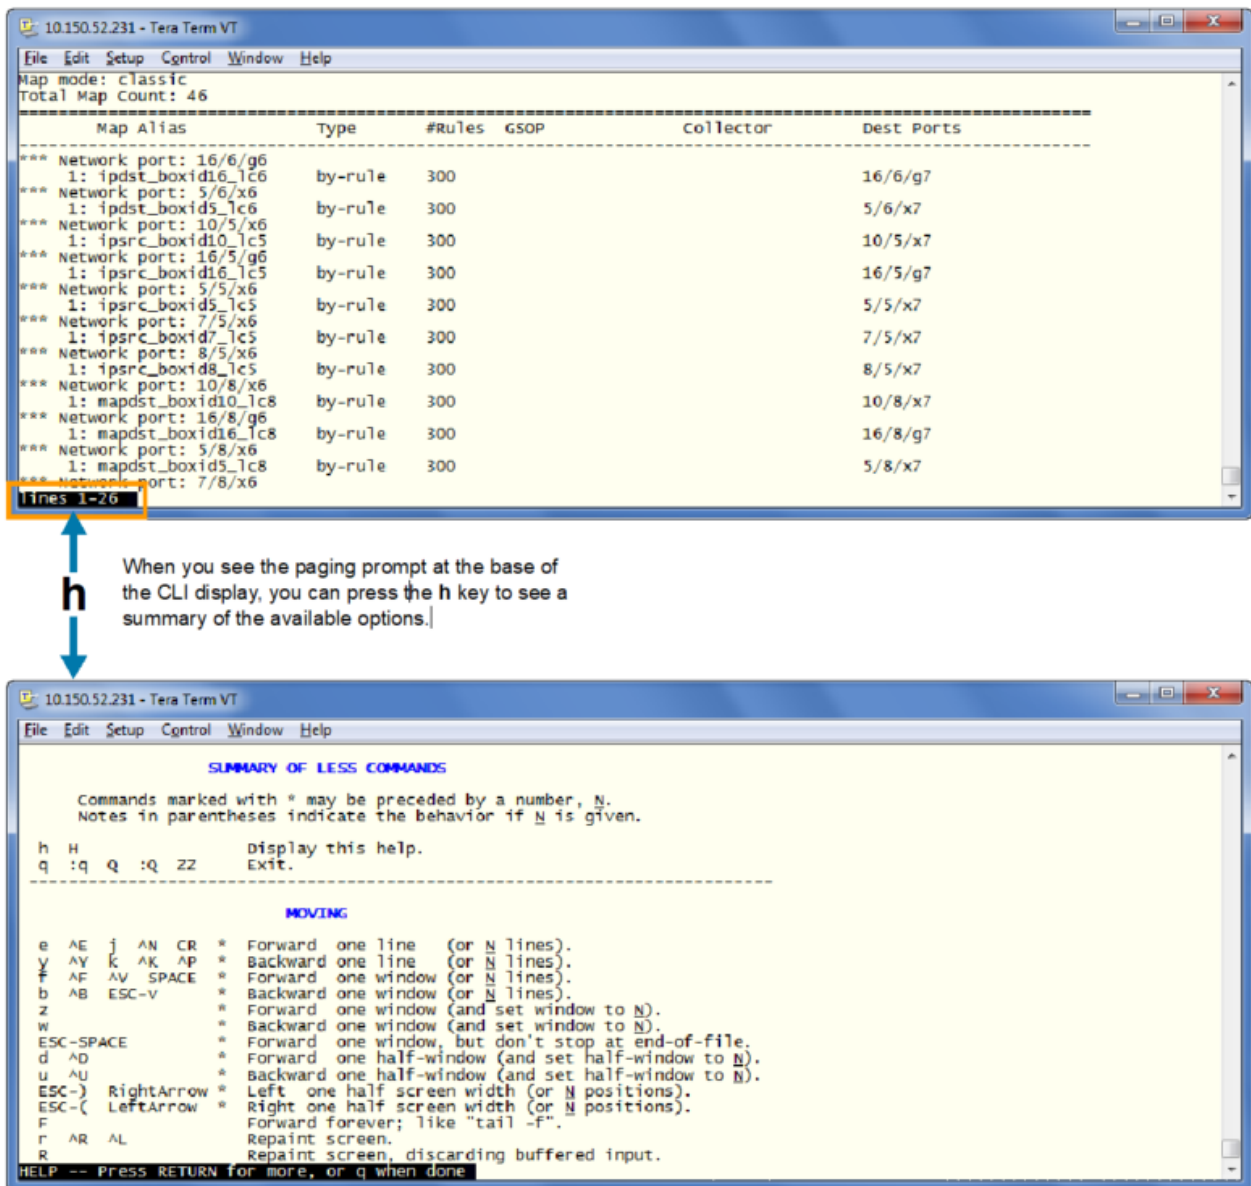 10.150.52.231 - Tera Term VT
File Edit Setup Control Window Help
Map mode: classic
Total Map Count: 46
Map Alias Type #Rules GSOP Collector Dest Ports
*** Network port: 16/6/g6
1: ipdst_boxid16_lc6 by-rule 300 16/6/g7
*** Network port: 5/6/x6
1: ipdst_boxid5_lc6 by-rule 300 5/6/x7
*** Network port: 10/5/x6
1: ipsrc_boxid10_lc5 by-rule 300 10/5/x7
*** Network port: 16/5/g6
1: ipsrc_boxid16_lc5 by-rule 300 16/5/g7
*** Network port: 5/5/x6
1: ipsrc_boxid5_lc5 by-rule 300 5/5/x7
*** Network port: 7/5/x6
1: ipsrc_boxid7_lc5 by-rule 300 7/5/x7
*** Network port: 8/5/x6
1: ipsrc_boxid8_lc5 by-rule 300 8/5/x7
*** Network port: 10/8/x6
1: mapdst_boxid10_lc8 by-rule 300 10/8/x7
*** Network port: 16/8/g6
1: mapdst_boxid16_lc8 by-rule 300 16/8/g7
*** Network port: 5/8/x6
1: mapdst_boxid5_lc8 by-rule 300 5/8/x7
*** Network port: 7/8/x6
lines 1-26
h
When you see the paging prompt at the base of
the CLI display, you can press the h key to see a
summary of the available options.
10.150.52.231 - Tera Term VT
File Edit Setup Control Window Help
SUMMARY OF LESS COMMANDS
Commands marked with * may be preceded by a number, N.
Notes in parentheses indicate the behavior if N is given.
h H Display this help.
q :q Q :Q ZZ Exit.
MOVING
e ^E j ^N CR * Forward one line (or N lines).
y ^Y k ^K ^P * Backward one line (or N lines).
f ^F ^V SPACE * Forward one window (or N lines).
b ^B ESC-v * Backward one window (or N lines).
z * Forward one window (and set window to N).
w * Backward one window (and set window to N).
ESC-SPACE * Forward one window, but don't stop at end-of-file.
d ^D * Forward one half-window (and set half-window to N).
u ^U * Backward one half-window (and set half-window to N).
ESC-) RightArrow * Left one half screen width (or N positions).
ESC-( LeftArrow * Right one half screen width (or N positions).
F Forward forever; like "tail -f".
r ^R ^L Repaint screen.
R Repaint screen, discarding buffered input.
HELP -- Press RETURN for more, or q when done